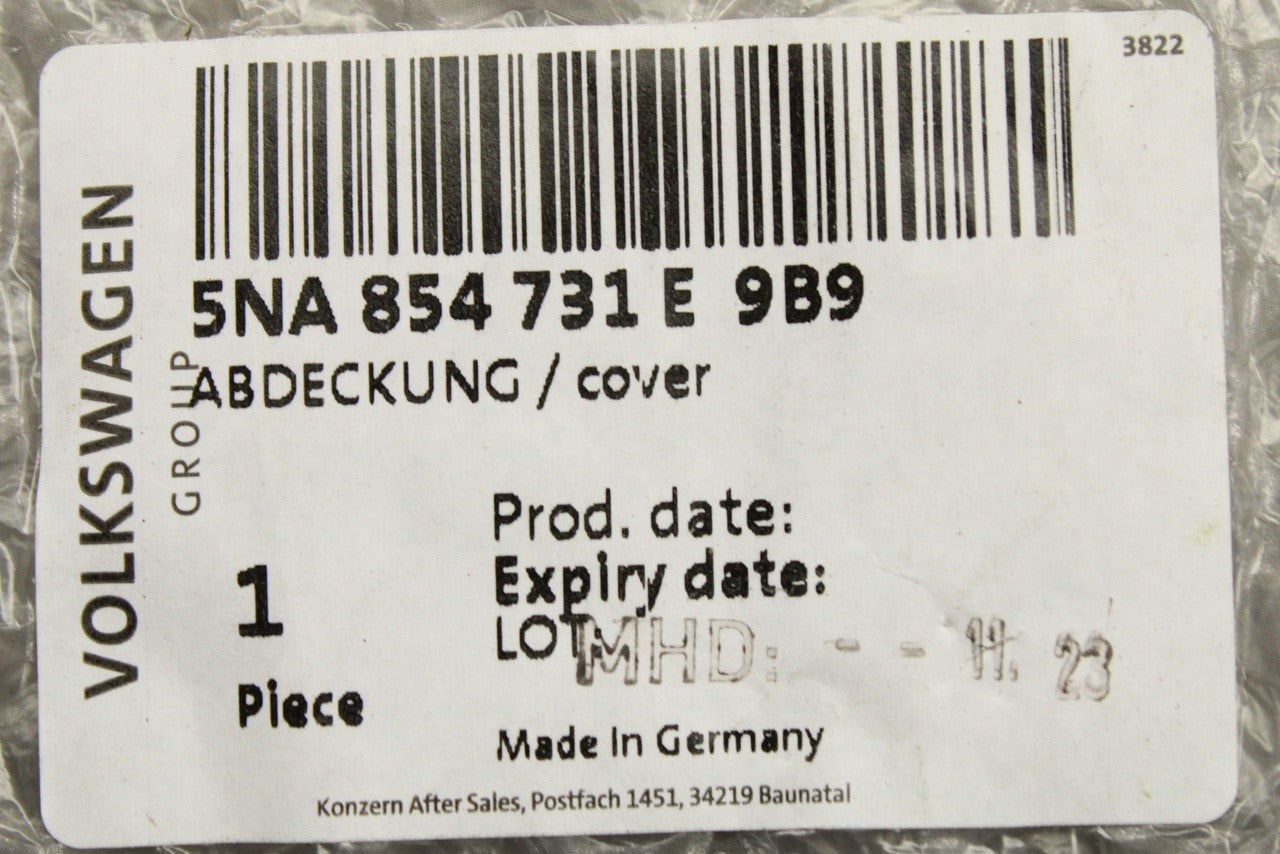 3822
VOLKSWAGEN
GROUP
5NA 854 731 E 9B9
ABDECKUNG / cover
Prod. date:
Expiry date:
LOT:
MHD: - - 11. 23
1
Piece
Made in Germany
Konzern After Sales, Postfach 1451, 34219 Baunatal